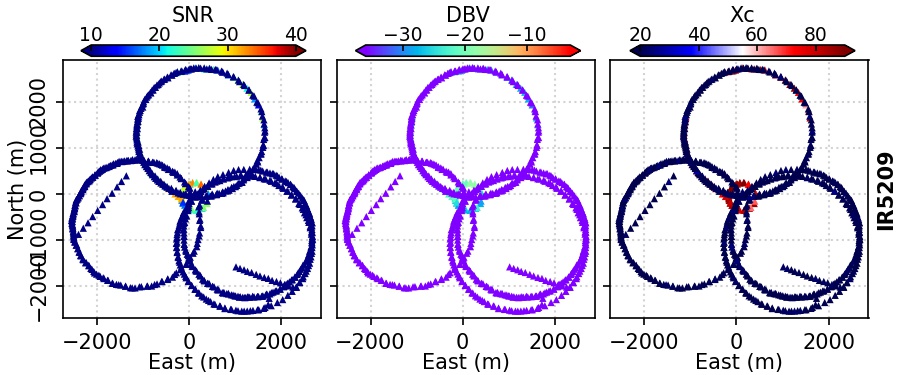 SNR DBV Xc
10 20 30 40 −30 −20 −10 20 40 60 80
North (m)
2000
1000
0
−1000
−2000
IR5209
−2000 0 2000 −2000 0 2000 −2000 0 2000
East (m) East (m) East (m)